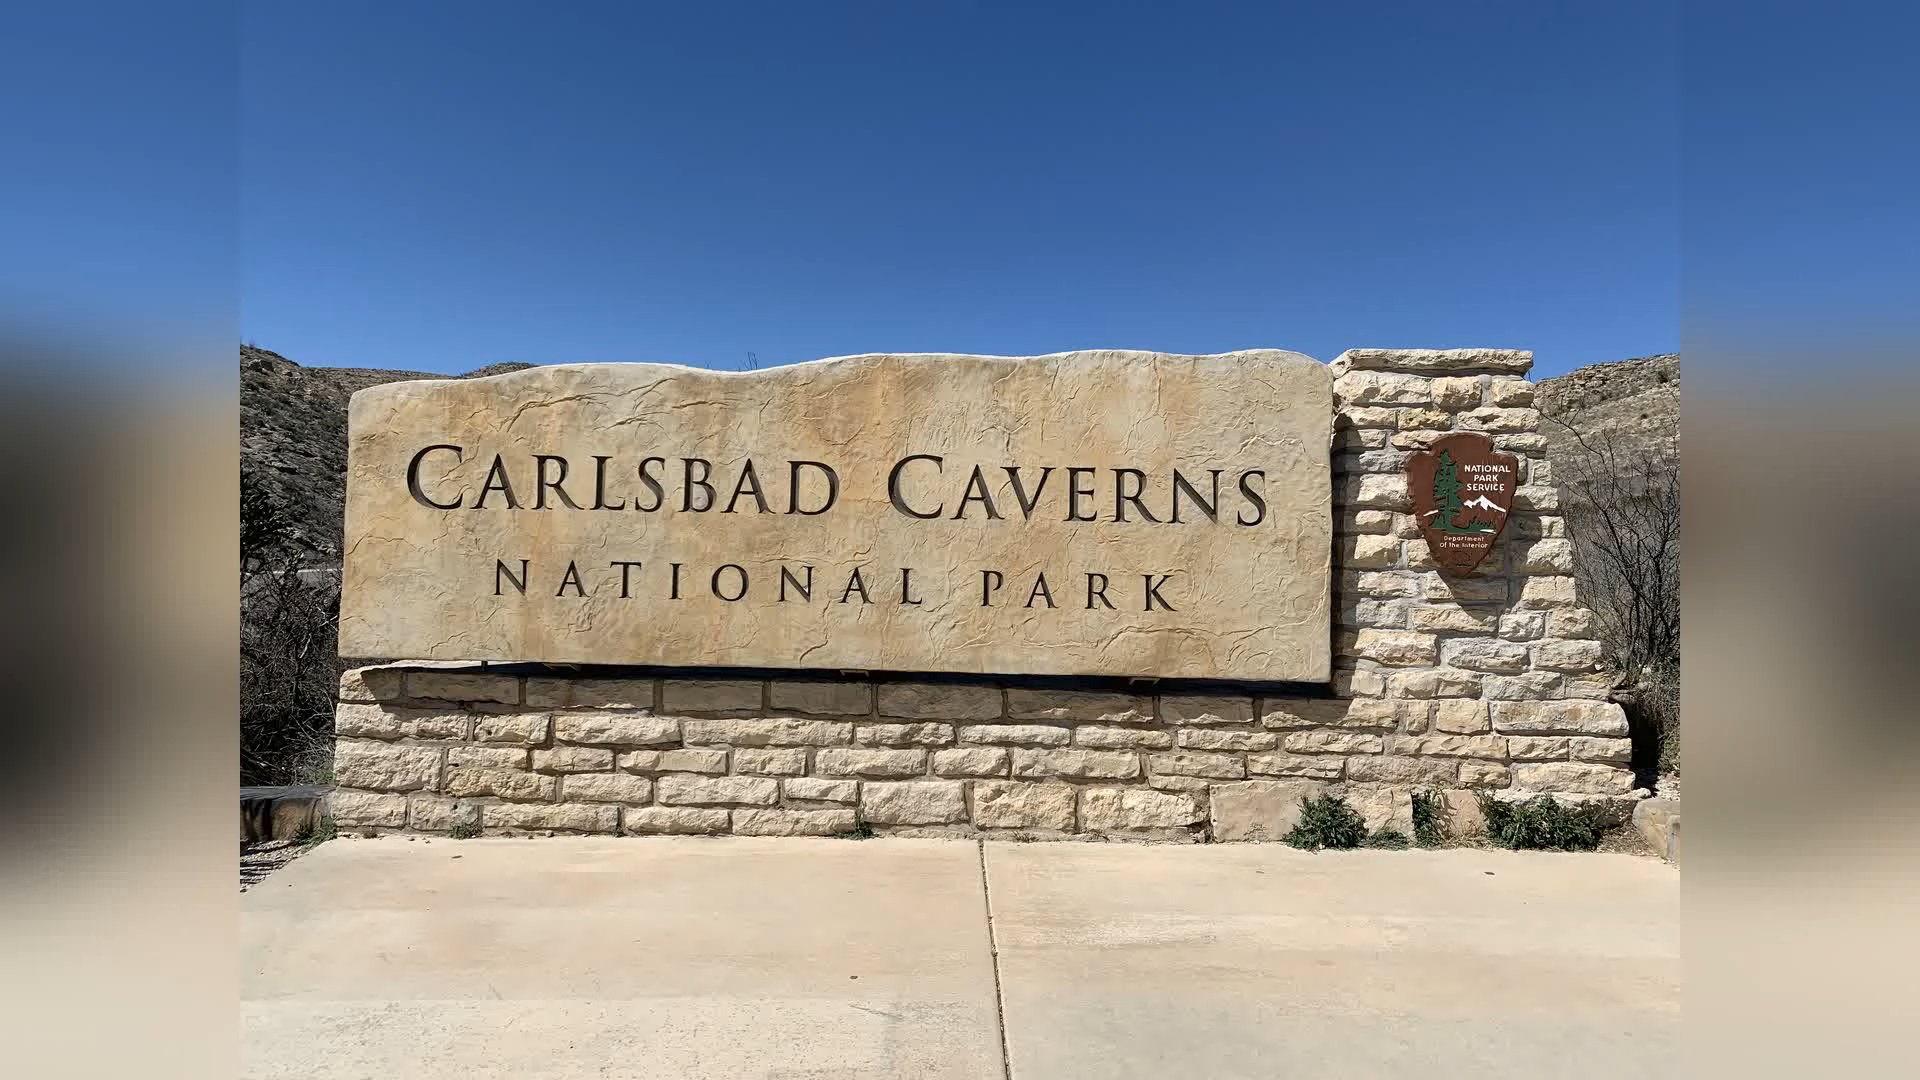 CARLSBAD CAVERNS
NATIONAL PARK
NATIONAL
PARK
SERVICE
Department
of the Interior